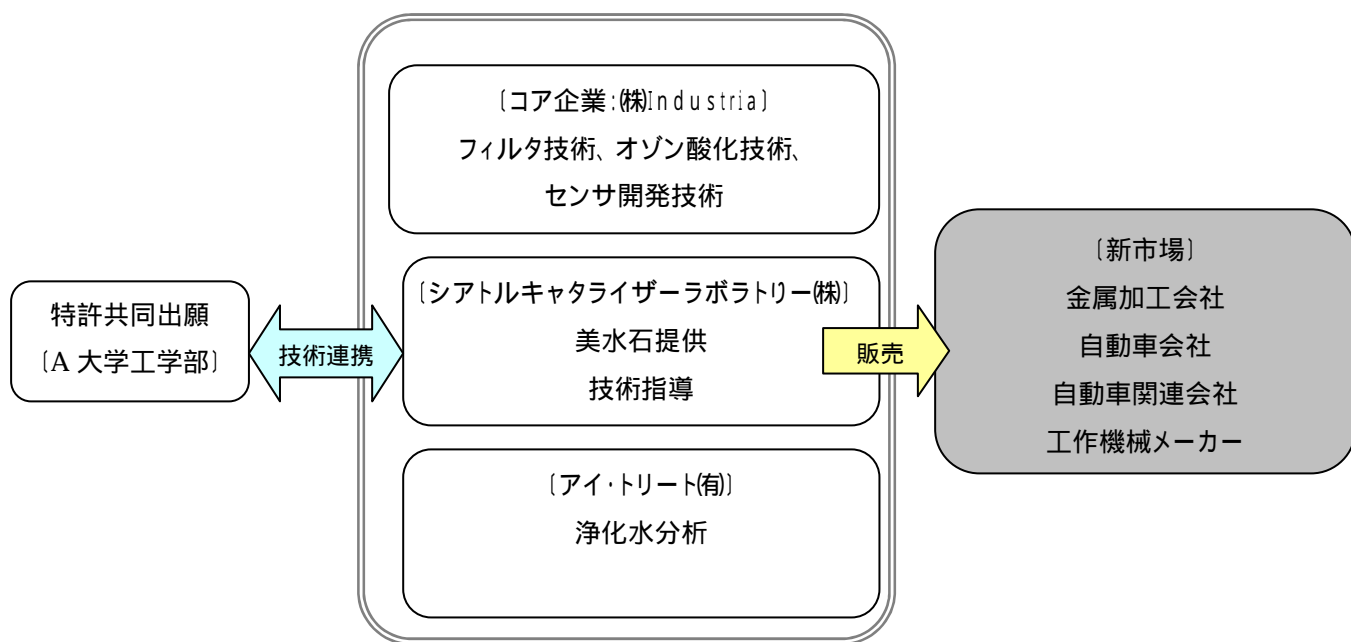 〔コア企業:㈱Industria〕
フィルタ技術、オゾン酸化技術、
センサ開発技術
特許共同出願
〔A 大学工学部〕
技術連携
〔シアトルキャタライザーラボラトリー㈱〕
美水石提供
技術指導
販売
〔新市場〕
金属加工会社
自動車会社
自動車関連会社
工作機械メーカー
〔アイ・トリート㈲〕
浄化水分析